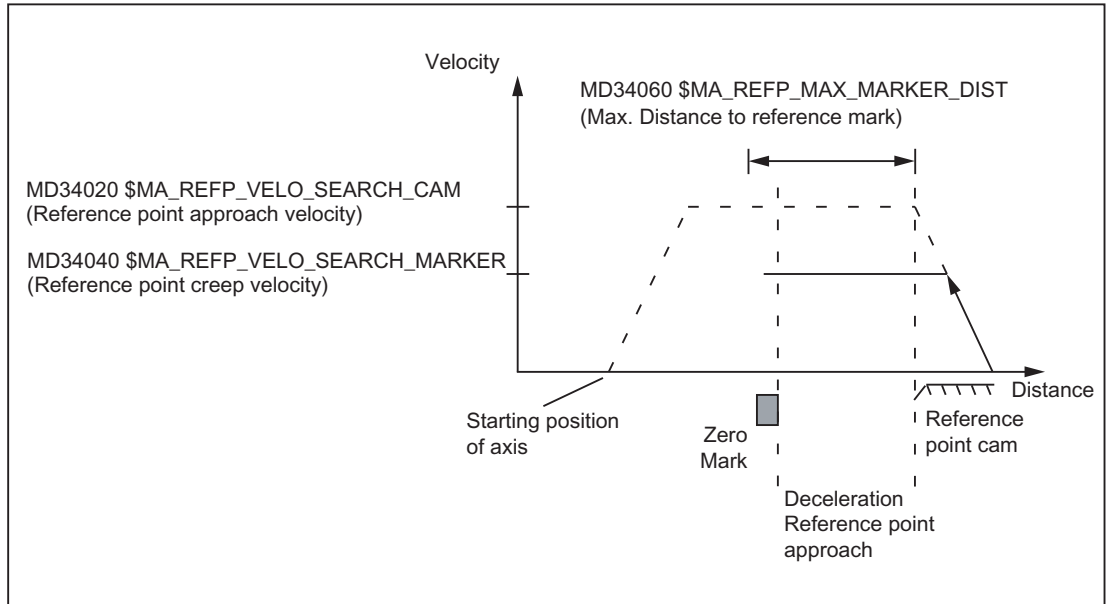 Velocity
MD34060 $MA_REFP_MAX_MARKER_DIST
(Max. Distance to reference mark)
MD34020 $MA_REFP_VELO_SEARCH_CAM
(Reference point approach velocity)
MD34040 $MA_REFP_VELO_SEARCH_MARKER
(Reference point creep velocity)
Distance
Starting position
of axis
Zero
Mark
Reference
point cam
Deceleration
Reference point
approach